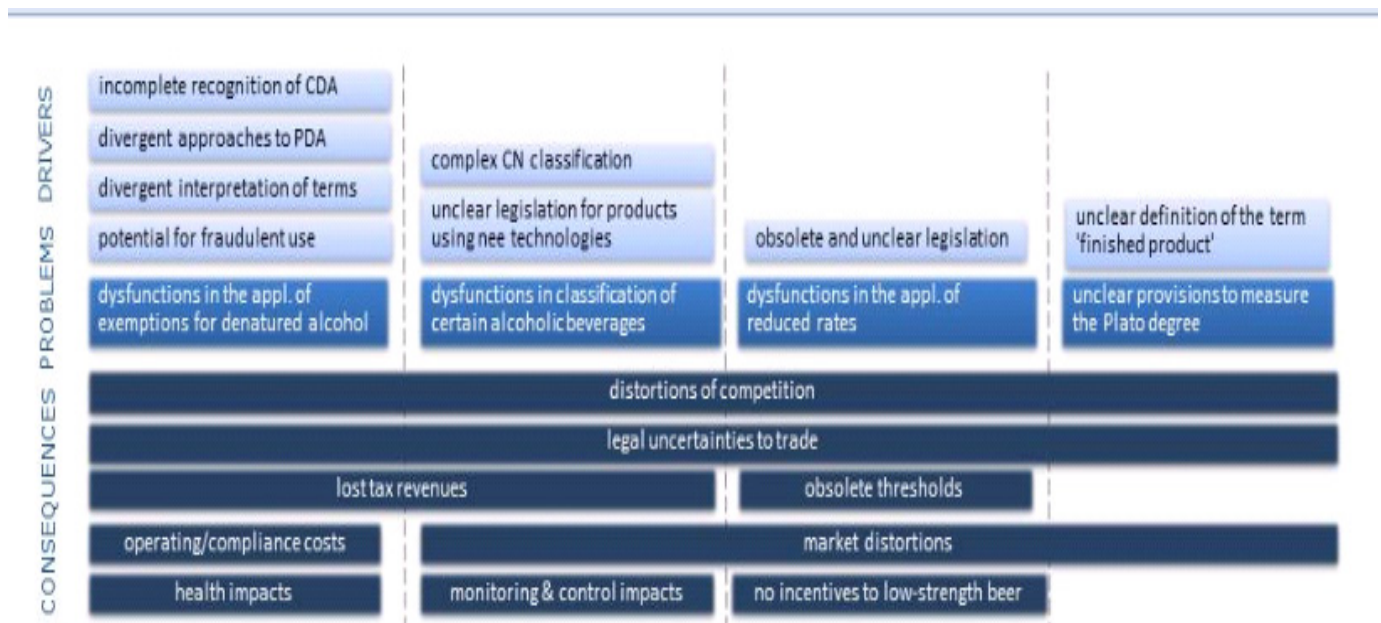 DRIVERS
incomplete recognition of CDA
divergent approaches to PDA
divergent interpretation of terms
potential for fraudulent use
complex CN classification
unclear legislation for products
using nee technologies
obsolete and unclear legislation
unclear definition of the term
'finished product'
PROBLEMS
dysfunctions in the appl. of
exemptions for denatured alcohol
dysfunctions in classification of
certain alcoholic beverages
dysfunctions in the appl. of
reduced rates
unclear provisions to measure
the Plato degree
CONSEQUENCES
distortions of competition
legal uncertainties to trade
lost tax revenues
obsolete thresholds
operating/compliance costs
market distortions
health impacts
monitoring & control impacts
no incentives to low-strength beer